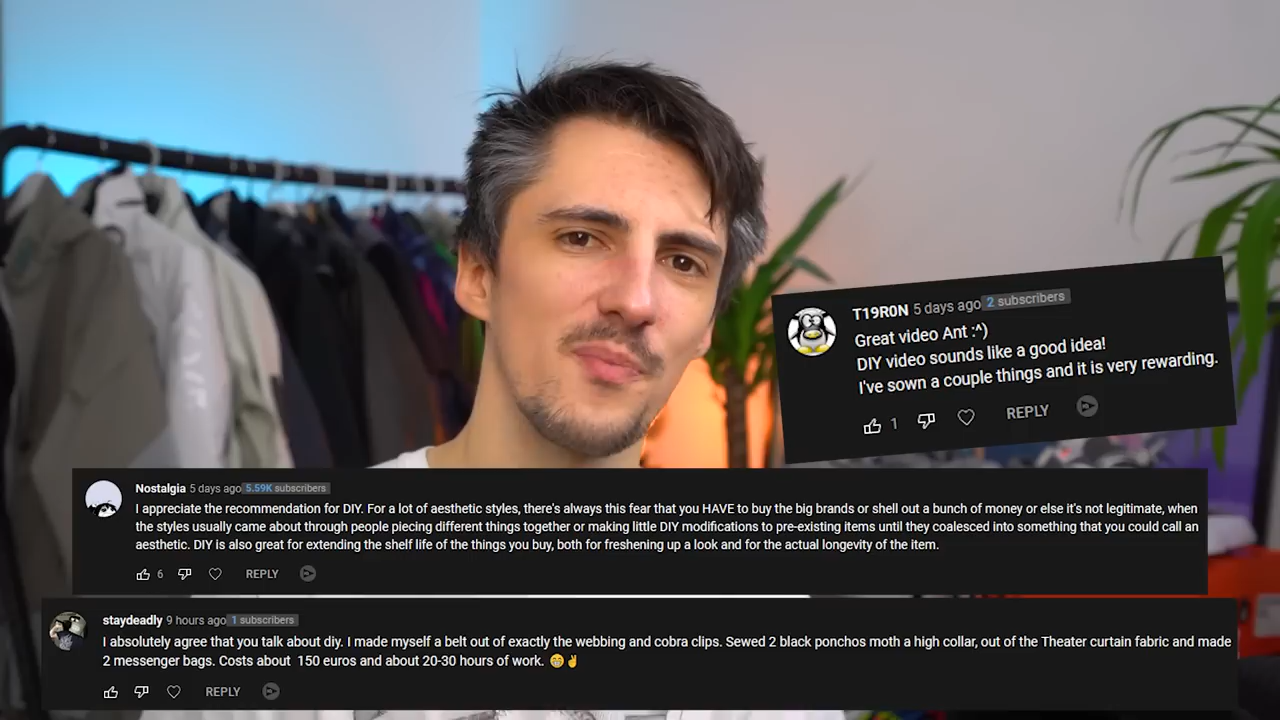 T19R0N 5 days ago 2 subscribers
Great video Ant :^)
DIY video sounds like a good idea!
I've sown a couple things and it is very rewarding.
1 REPLY
Nostalgia 5 days ago 5.59K subscribers
I appreciate the recommendation for DIY. For a lot of aesthetic styles, there's always this fear that you HAVE to buy the big brands or shell out a bunch of money or else it's not legitimate, when
the styles usually came about through people piecing different things together or making little DIY modifications to pre-existing items until they coalesced into something that you could call an
aesthetic. DIY is also great for extending the shelf life of the things you buy, both for freshening up a look and for the actual longevity of the item.
6 REPLY
staydeadly 9 hours ago 1 subscribers
I absolutely agree that you talk about diy. I made myself a belt out of exactly the webbing and cobra clips. Sewed 2 black ponchos moth a high collar, out of the Theater curtain fabric and made
2 messenger bags. Costs about 150 euros and about 20-30 hours of work. 😁✌
REPLY